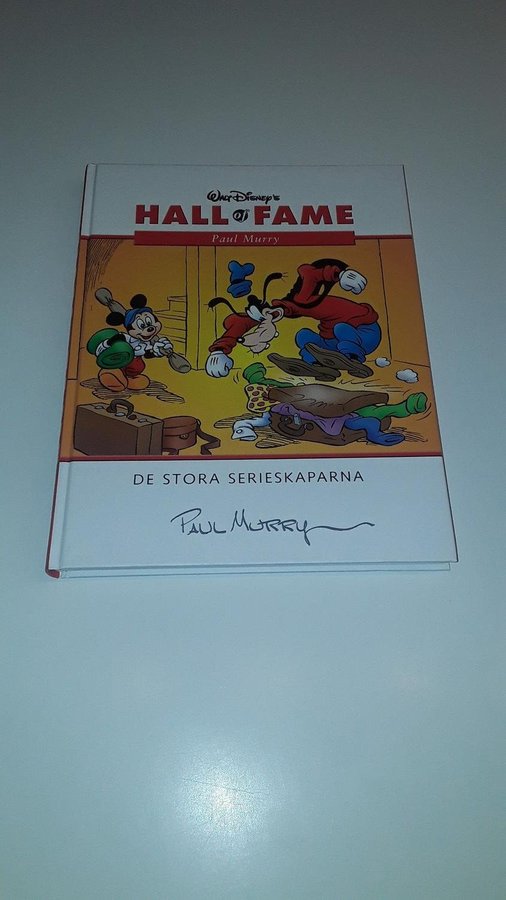 Walt Disney's
HALL of FAME
Paul Murry
DE STORA SERIESKAPARNA
PAUL MURRY